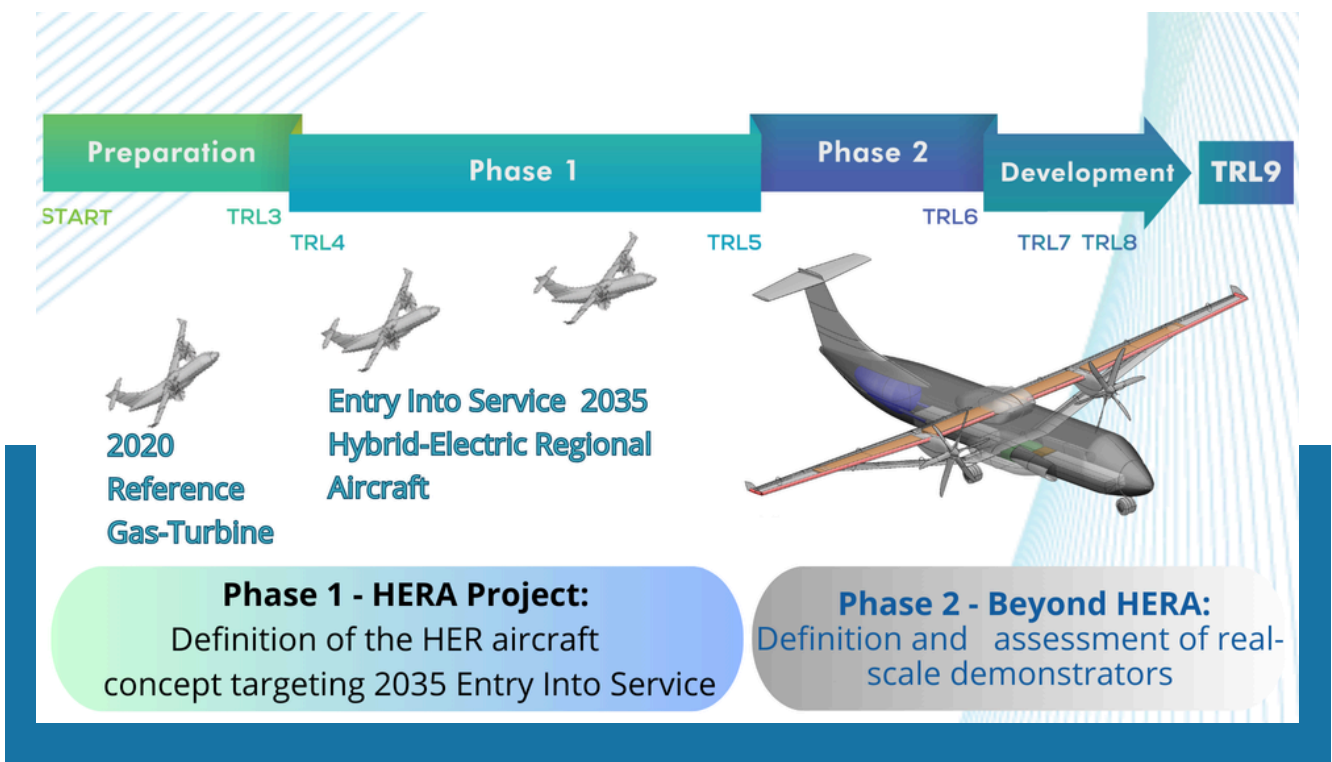 Preparation
Phase 1
Phase 2
Development
TRL9
START
TRL3
TRL4
TRL5
TRL6
TRL7 TRL8
2020
Reference
Gas-Turbine
Entry Into Service 2035
Hybrid-Electric Regional
Aircraft
Phase 1 - HERA Project:
Definition of the HER aircraft
concept targeting 2035 Entry Into Service
Phase 2 - Beyond HERA:
Definition and assessment of real-
scale demonstrators